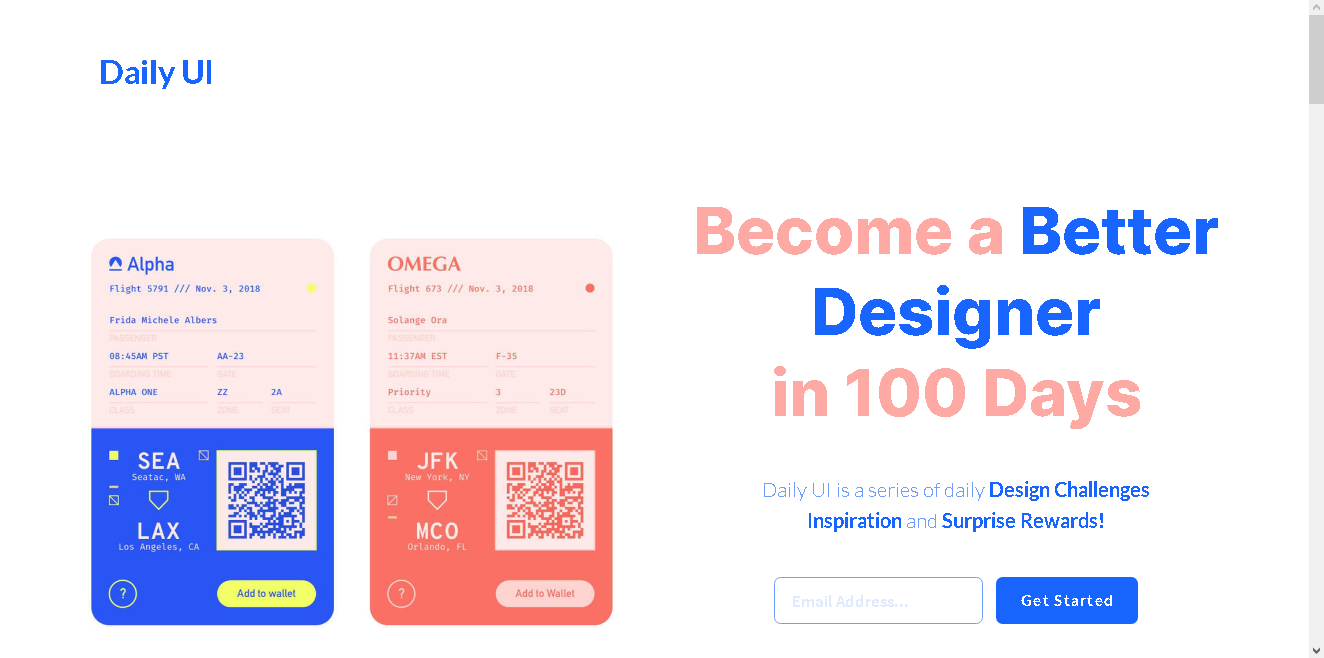 Daily UI
Become a Better
Designer
in 100 Days
Daily UI is a series of daily Design Challenges
Inspiration and Surprise Rewards!
Email Address...
Get Started
Alpha
Flight 5791 /// Nov. 3, 2018
Frida Michele Albers
PASSENGER
08:45AM PST AA-23
BOARDING TIME GATE
ALPHA ONE ZZ 2A
CLASS ZONE SEAT
SEA
Seatac, WA
LAX
Los Angeles, CA
? Add to wallet
OMEGA
Flight 673 /// Nov. 3, 2018
Solange Ora
PASSENGER
11:37AM EST F-35
BOARDING TIME GATE
Priority 3 23D
CLASS ZONE SEAT
JFK
New York, NY
MCO
Orlando, FL
? Add to Wallet